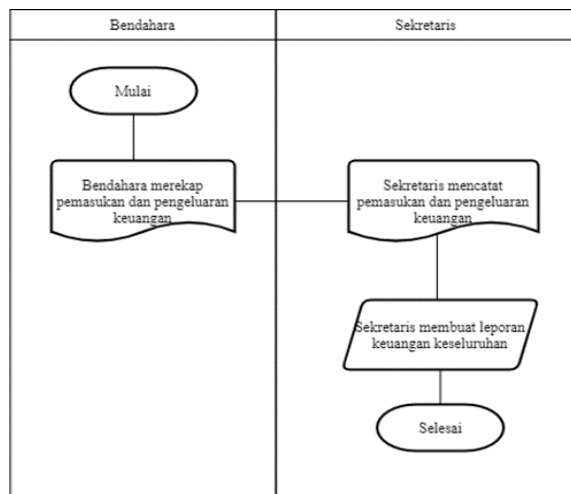 Bendahara
Sekretaris
Mulai
Bendahara merekap
pemasukan dan pengeluaran
keuangan
Sekretaris mencatat
pemasukan dan pengeluaran
keuangan
Sekretaris membuat leporan
keuangan keseluruhan
Selesai